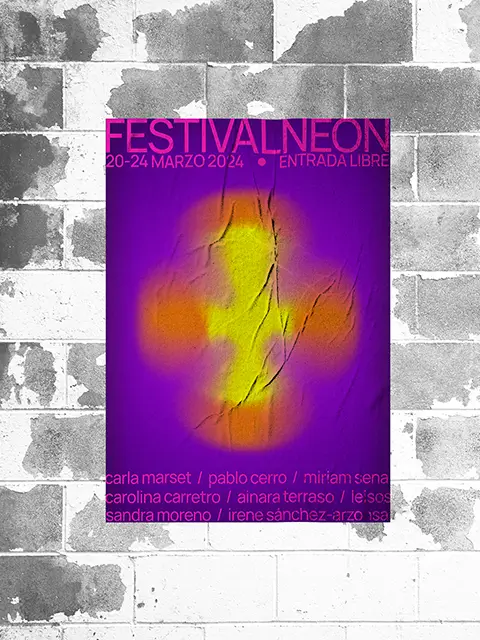 FESTIVALNEON
20-24 MARZO 2024 • ENTRADA LIBRE
carla marset / pablo cerro / miriam sena
carolina carretro / ainara terraso /
sandra moreno / irene sánchez-arzo